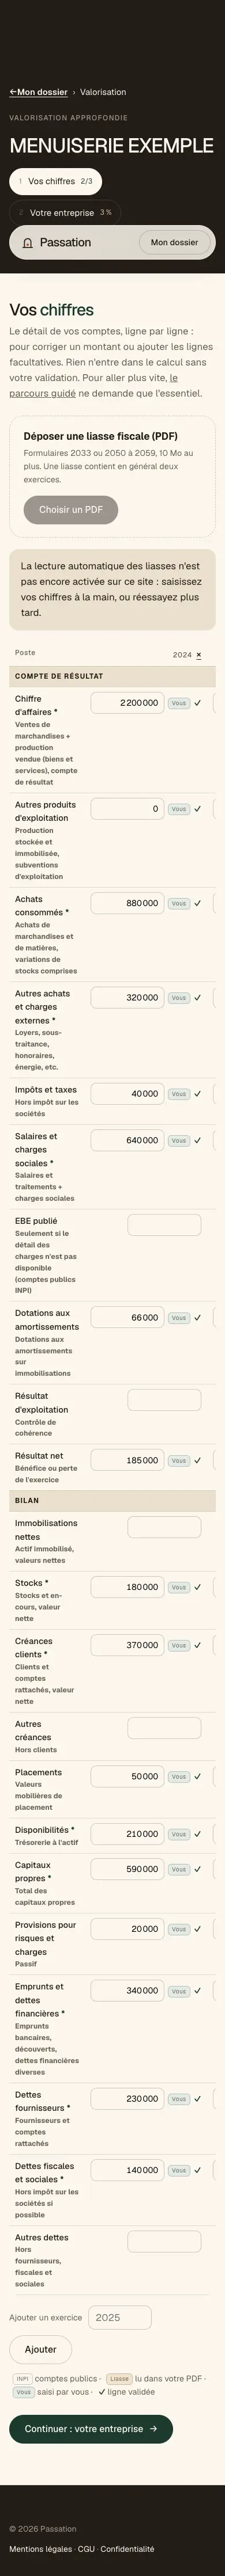 ←Mon dossier › Valorisation
VALORISATION APPROFONDIE
MENUISERIE EXEMPLE
1 Vos chiffres 2/3
2 Votre entreprise 3 %
Passation Mon dossier
Vos chiffres
Le détail de vos comptes, ligne par ligne :
pour corriger un montant ou ajouter les lignes
facultatives. Rien n'entre dans le calcul sans
votre validation. Pour aller plus vite, le
parcours guidé ne demande que l'essentiel.
Déposer une liasse fiscale (PDF)
Formulaires 2033 ou 2050 à 2059, 10 Mo au
plus. Une liasse contient en général deux
exercices.
Choisir un PDF
La lecture automatique des liasses n'est
pas encore activée sur ce site : saisissez
vos chiffres à la main, ou réessayez plus
tard.
Poste 2024 ×
COMPTE DE RÉSULTAT
Chiffre
d'affaires * 2 200 000 Vous ✓
Ventes de
marchandises +
production
vendue (biens et
services), compte
de résultat
Autres produits 0 Vous ✓
d'exploitation
Production
stockée et
immobilisée,
subventions
d'exploitation
Achats 880 000 Vous ✓
consommés *
Achats de
marchandises et
de matières,
variations de
stocks comprises
Autres achats 320 000 Vous ✓
et charges
externes *
Loyers, sous-
traitance,
honoraires,
énergie, etc.
Impôts et taxes 40 000 Vous ✓
Hors impôt sur les
sociétés
Salaires et 640 000 Vous ✓
charges
sociales *
Salaires et
traitements +
charges sociales
EBE publié
Seulement si le
détail des
charges n'est pas
disponible
(comptes publics
INPI)
Dotations aux 66 000 Vous ✓
amortissements
Dotations aux
amortissements
sur
immobilisations
Résultat
d'exploitation
Contrôle de
cohérence
Résultat net 185 000 Vous ✓
Bénéfice ou perte
de l'exercice
BILAN
Immobilisations
nettes
Actif immobilisé,
valeurs nettes
Stocks * 180 000 Vous ✓
Stocks et en-
cours, valeur
nette
Créances 370 000 Vous ✓
clients *
Clients et
comptes
rattachés, valeur
nette
Autres
créances
Hors clients
Placements 50 000 Vous ✓
Valeurs
mobilières de
placement
Disponibilités * 210 000 Vous ✓
Trésorerie à l'actif
Capitaux 590 000 Vous ✓
propres *
Total des
capitaux propres
Provisions pour 20 000 Vous ✓
risques et
charges
Passif
Emprunts et 340 000 Vous ✓
dettes
financières *
Emprunts
bancaires,
découverts,
dettes financières
diverses
Dettes 230 000 Vous ✓
fournisseurs *
Fournisseurs et
comptes
rattachés
Dettes fiscales 140 000 Vous ✓
et sociales *
Hors impôt sur les
sociétés si
possible
Autres dettes
Hors
fournisseurs,
fiscales et
sociales
Ajouter un exercice 2025
Ajouter
INPI comptes publics · Liasse lu dans votre PDF ·
Vous saisi par vous · ✓ ligne validée
Continuer : votre entreprise →
© 2026 Passation
Mentions légales · CGU · Confidentialité